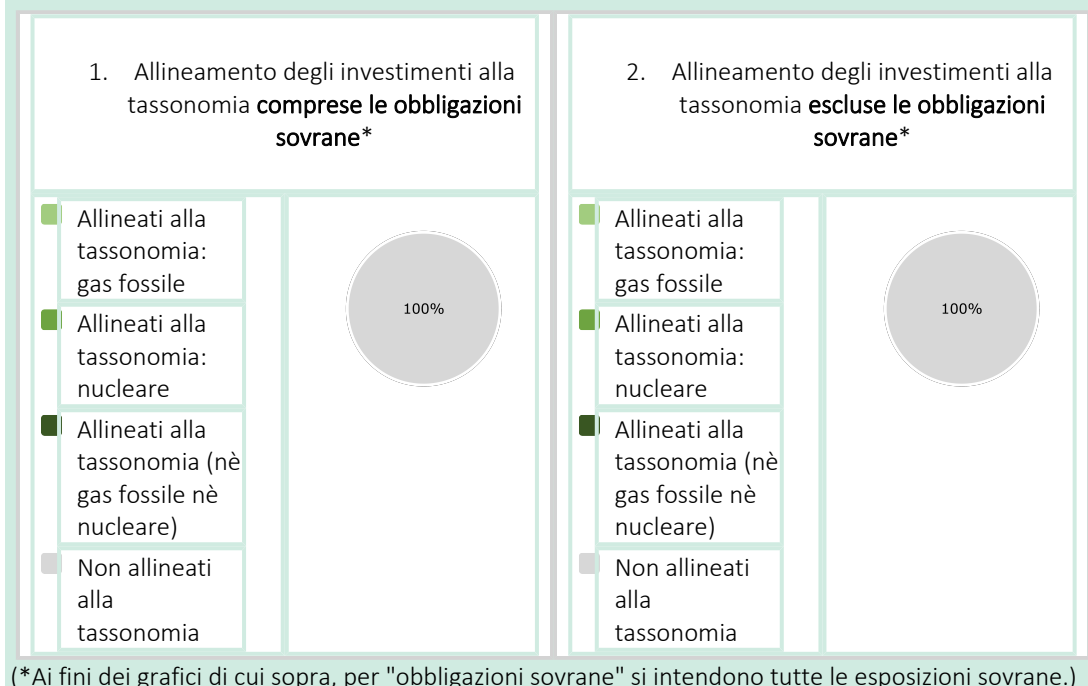 1. Allineamento degli investimenti alla
tassonomia comprese le obbligazioni
sovrane*
Allineati alla
tassonomia:
gas fossile
Allineati alla
tassonomia:
nucleare
Allineati alla
tassonomia (nè
gas fossile nè
nucleare)
Non allineati
alla
tassonomia
100%
2. Allineamento degli investimenti alla
tassonomia escluse le obbligazioni
sovrane*
Allineati alla
tassonomia:
gas fossile
Allineati alla
tassonomia:
nucleare
Allineati alla
tassonomia (nè
gas fossile nè
nucleare)
Non allineati
alla
tassonomia
100%
(*Ai fini dei grafici di cui sopra, per "obbligazioni sovrane" si intendono tutte le esposizioni sovrane.)